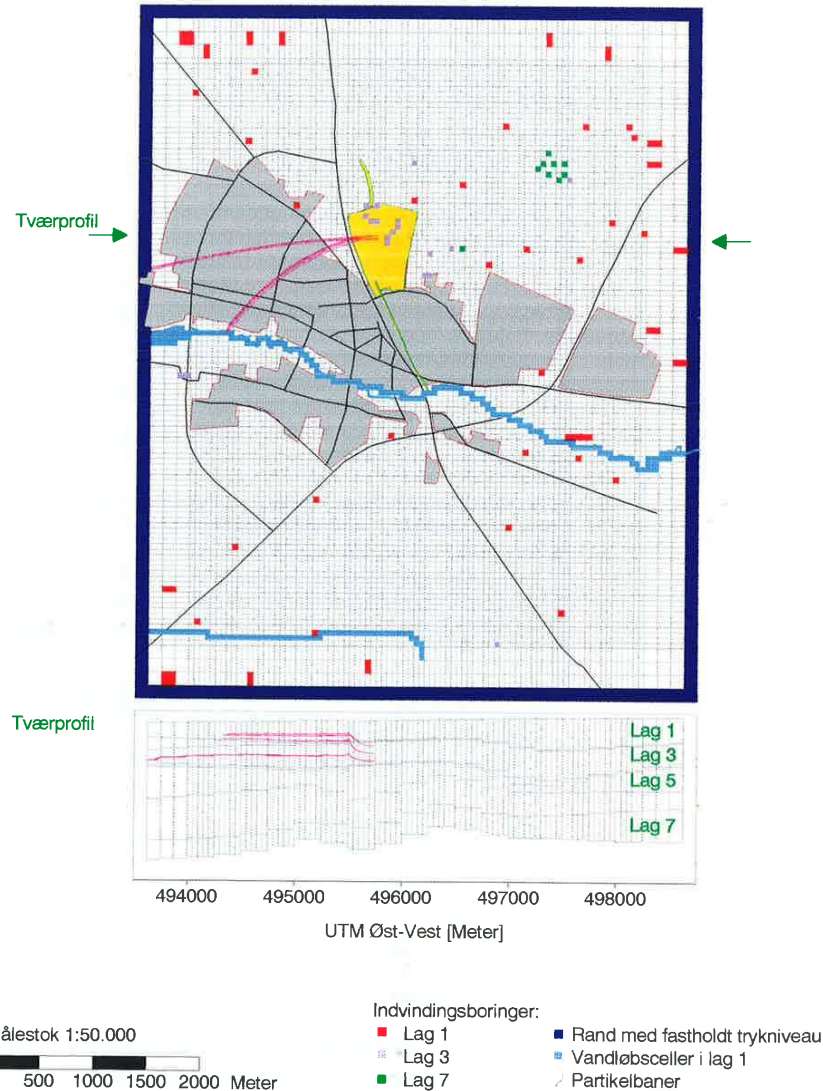 Tværprofil
Tværprofil
Lag 1
Lag 3
Lag 5
Lag 7
494000 495000 496000 497000 498000
UTM Øst-Vest [Meter]
Indvindingsboringer:
ålestok 1:50.000
Lag 1
Rand med fastholdt trykniveau
Lag 3
Vandløbsceller i lag 1
500 1000 1500 2000 Meter
Lag 7
Partikelbaner